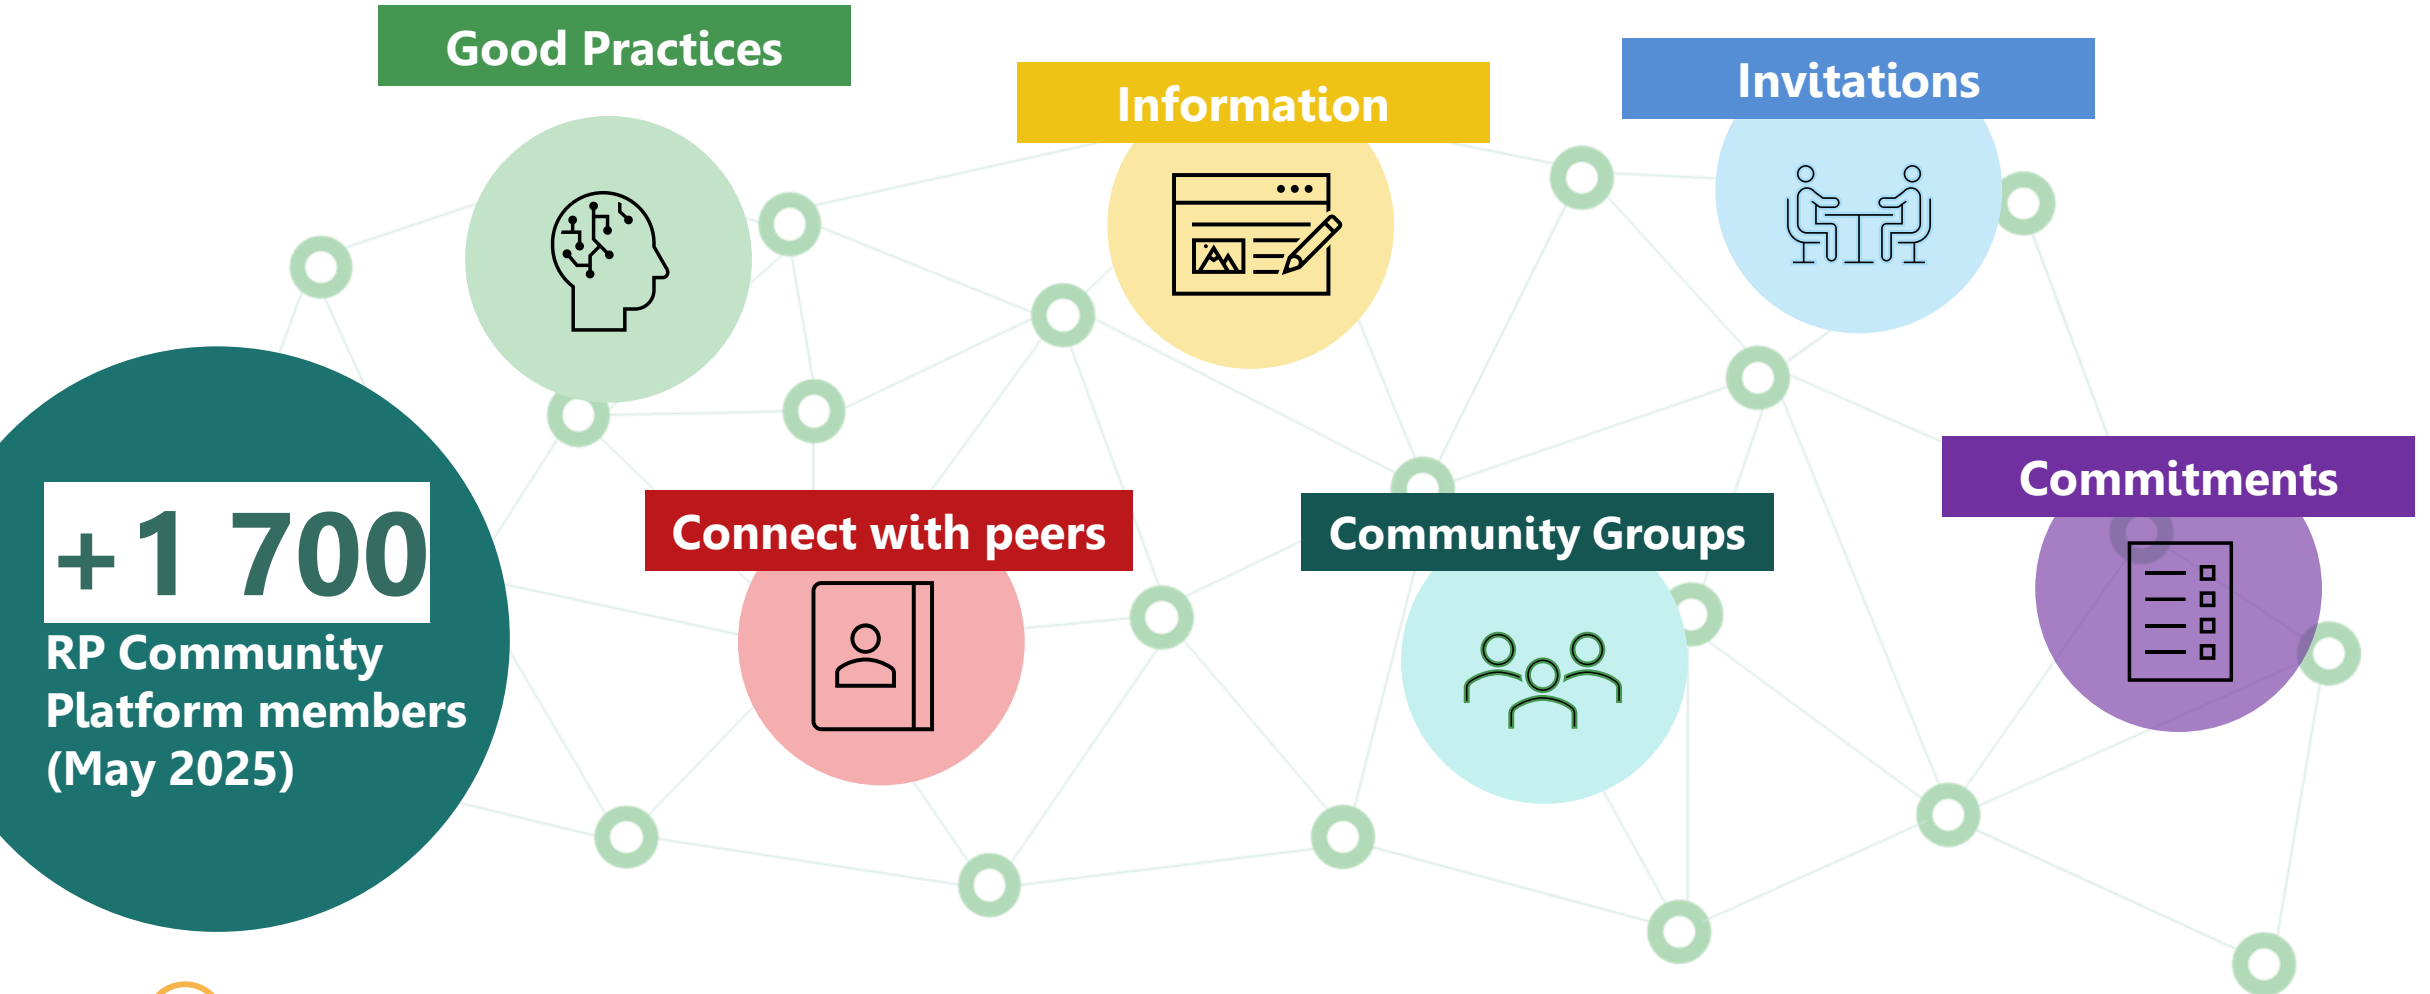 Good Practices
Information
Invitations
+1 700
RP Community
Platform members
(May 2025)
Connect with peers
Community Groups
Commitments